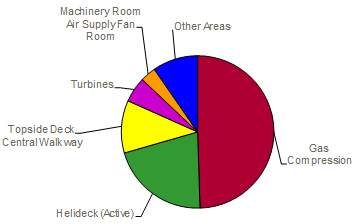 Machinery Room
Air Supply Fan
Room
Other Areas
Turbines
Topside Deck
Central Walkway
Gas
Compression
Helideck (Active)